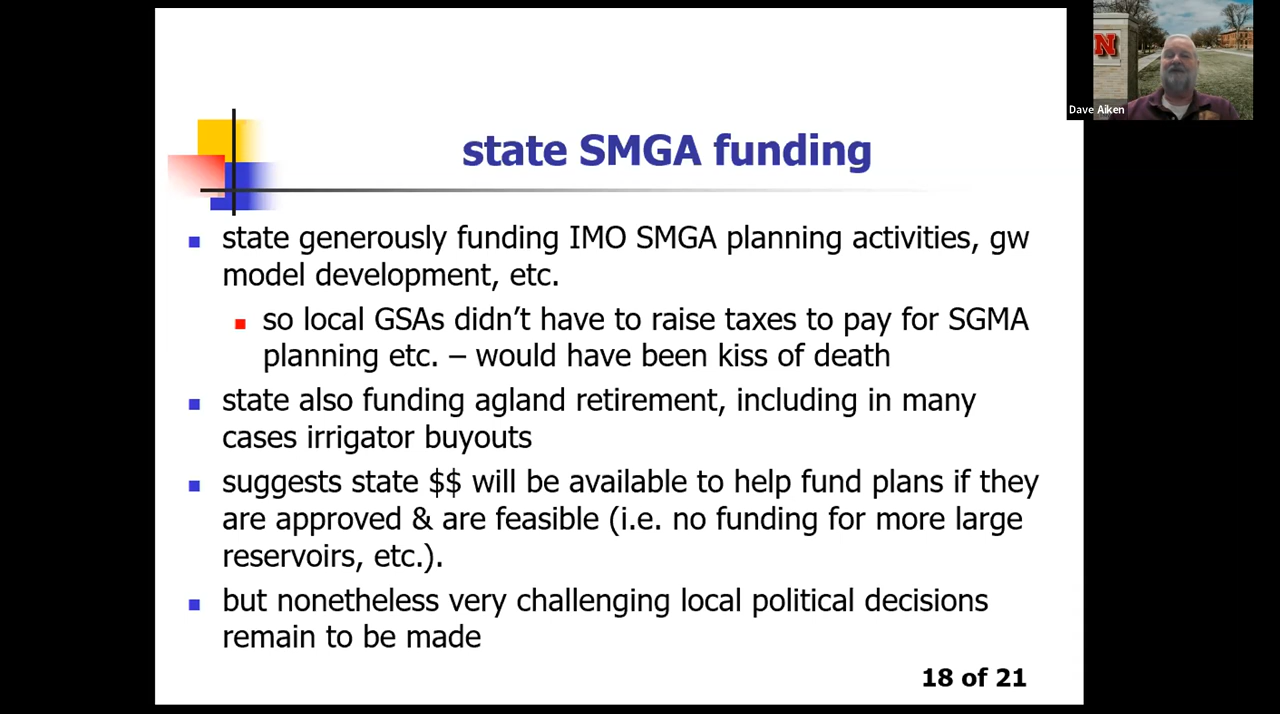 N
Dave Aiken
state SMGA funding
state generously funding IMO SMGA planning activities, gw
model development, etc.
so local GSAs didn’t have to raise taxes to pay for SGMA
planning etc. – would have been kiss of death
state also funding agland retirement, including in many
cases irrigator buyouts
suggests state $$ will be available to help fund plans if they
are approved & are feasible (i.e. no funding for more large
reservoirs, etc.).
but nonetheless very challenging local political decisions
remain to be made
18 of 21